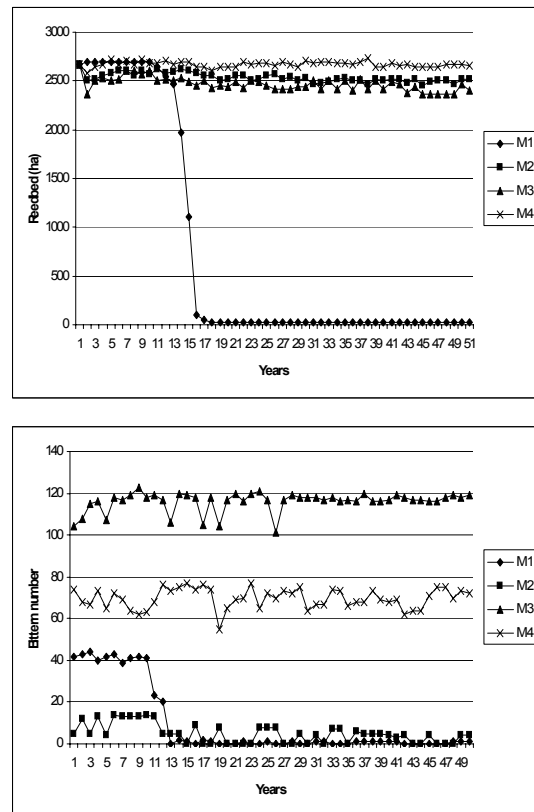 3000
2500
2000
1500
1000
500
0
Reedbed (ha)
1 3 5 7 9 11 13 15 17 19 21 23 25 27 29 31 33 35 37 39 41 43 45 47 49 51
Years
M1
M2
M3
M4
140
120
100
80
60
40
20
0
Bittern number
1 3 5 7 9 11 13 15 17 19 21 23 25 27 29 31 33 35 37 39 41 43 45 47 49
Years
M1
M2
M3
M4